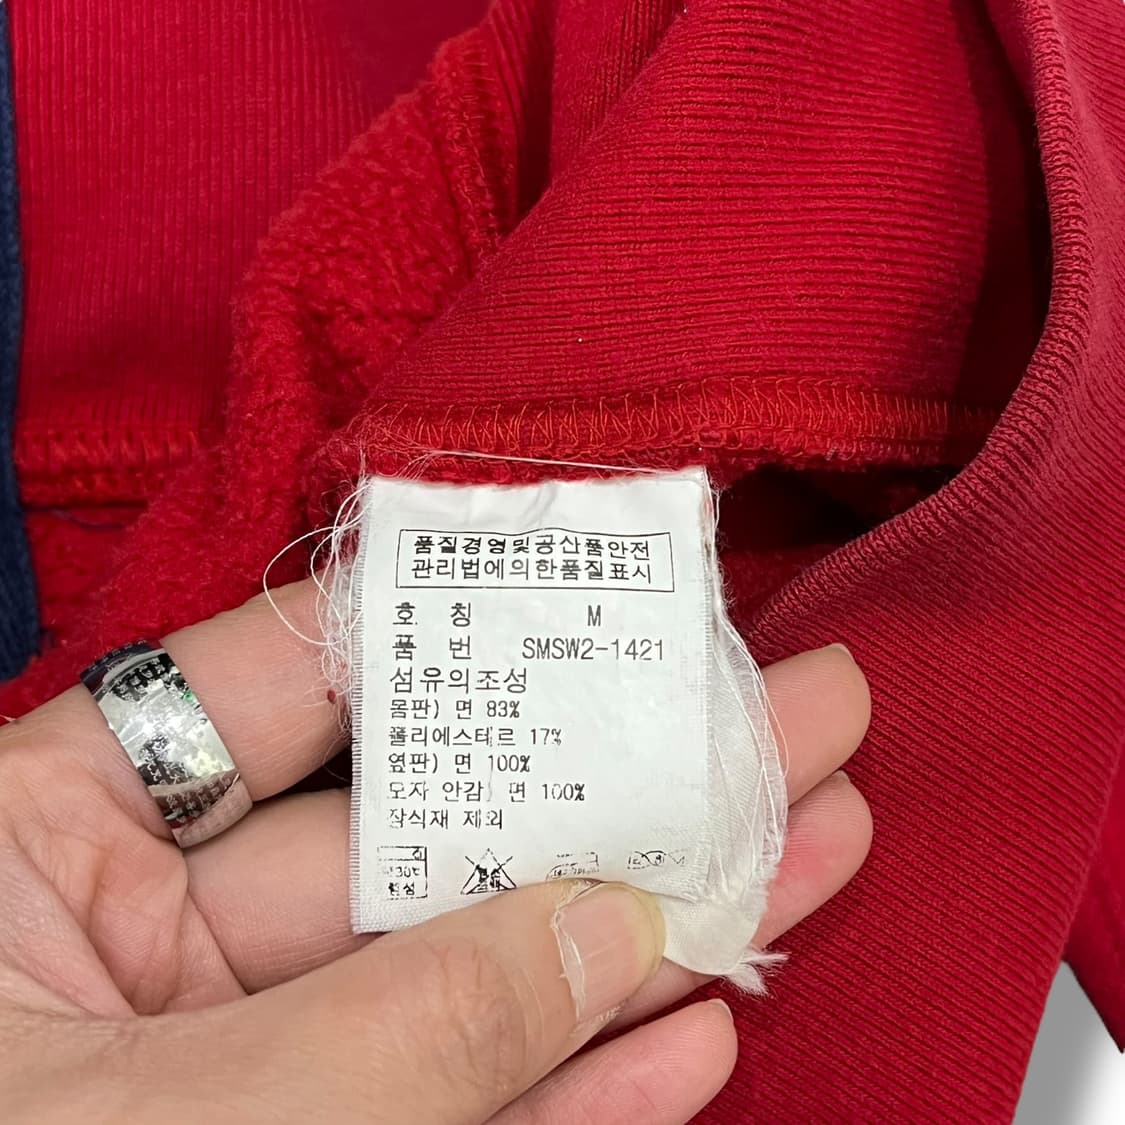 품질경영및공산품안전
관리법에의한품질표시
호 칭 M
품 번 SMSW2-1421
섬유의조성
몸판) 면 83%
폴리에스테르 17%
옆판) 면 100%
모자 안감) 면 100%
장식재 제외
30℃